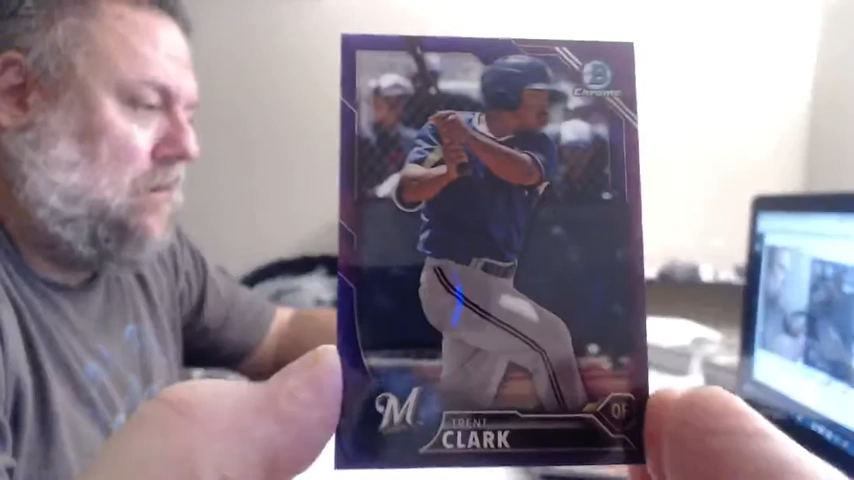 B
Chrome
M
TRENT
CLARK
OF